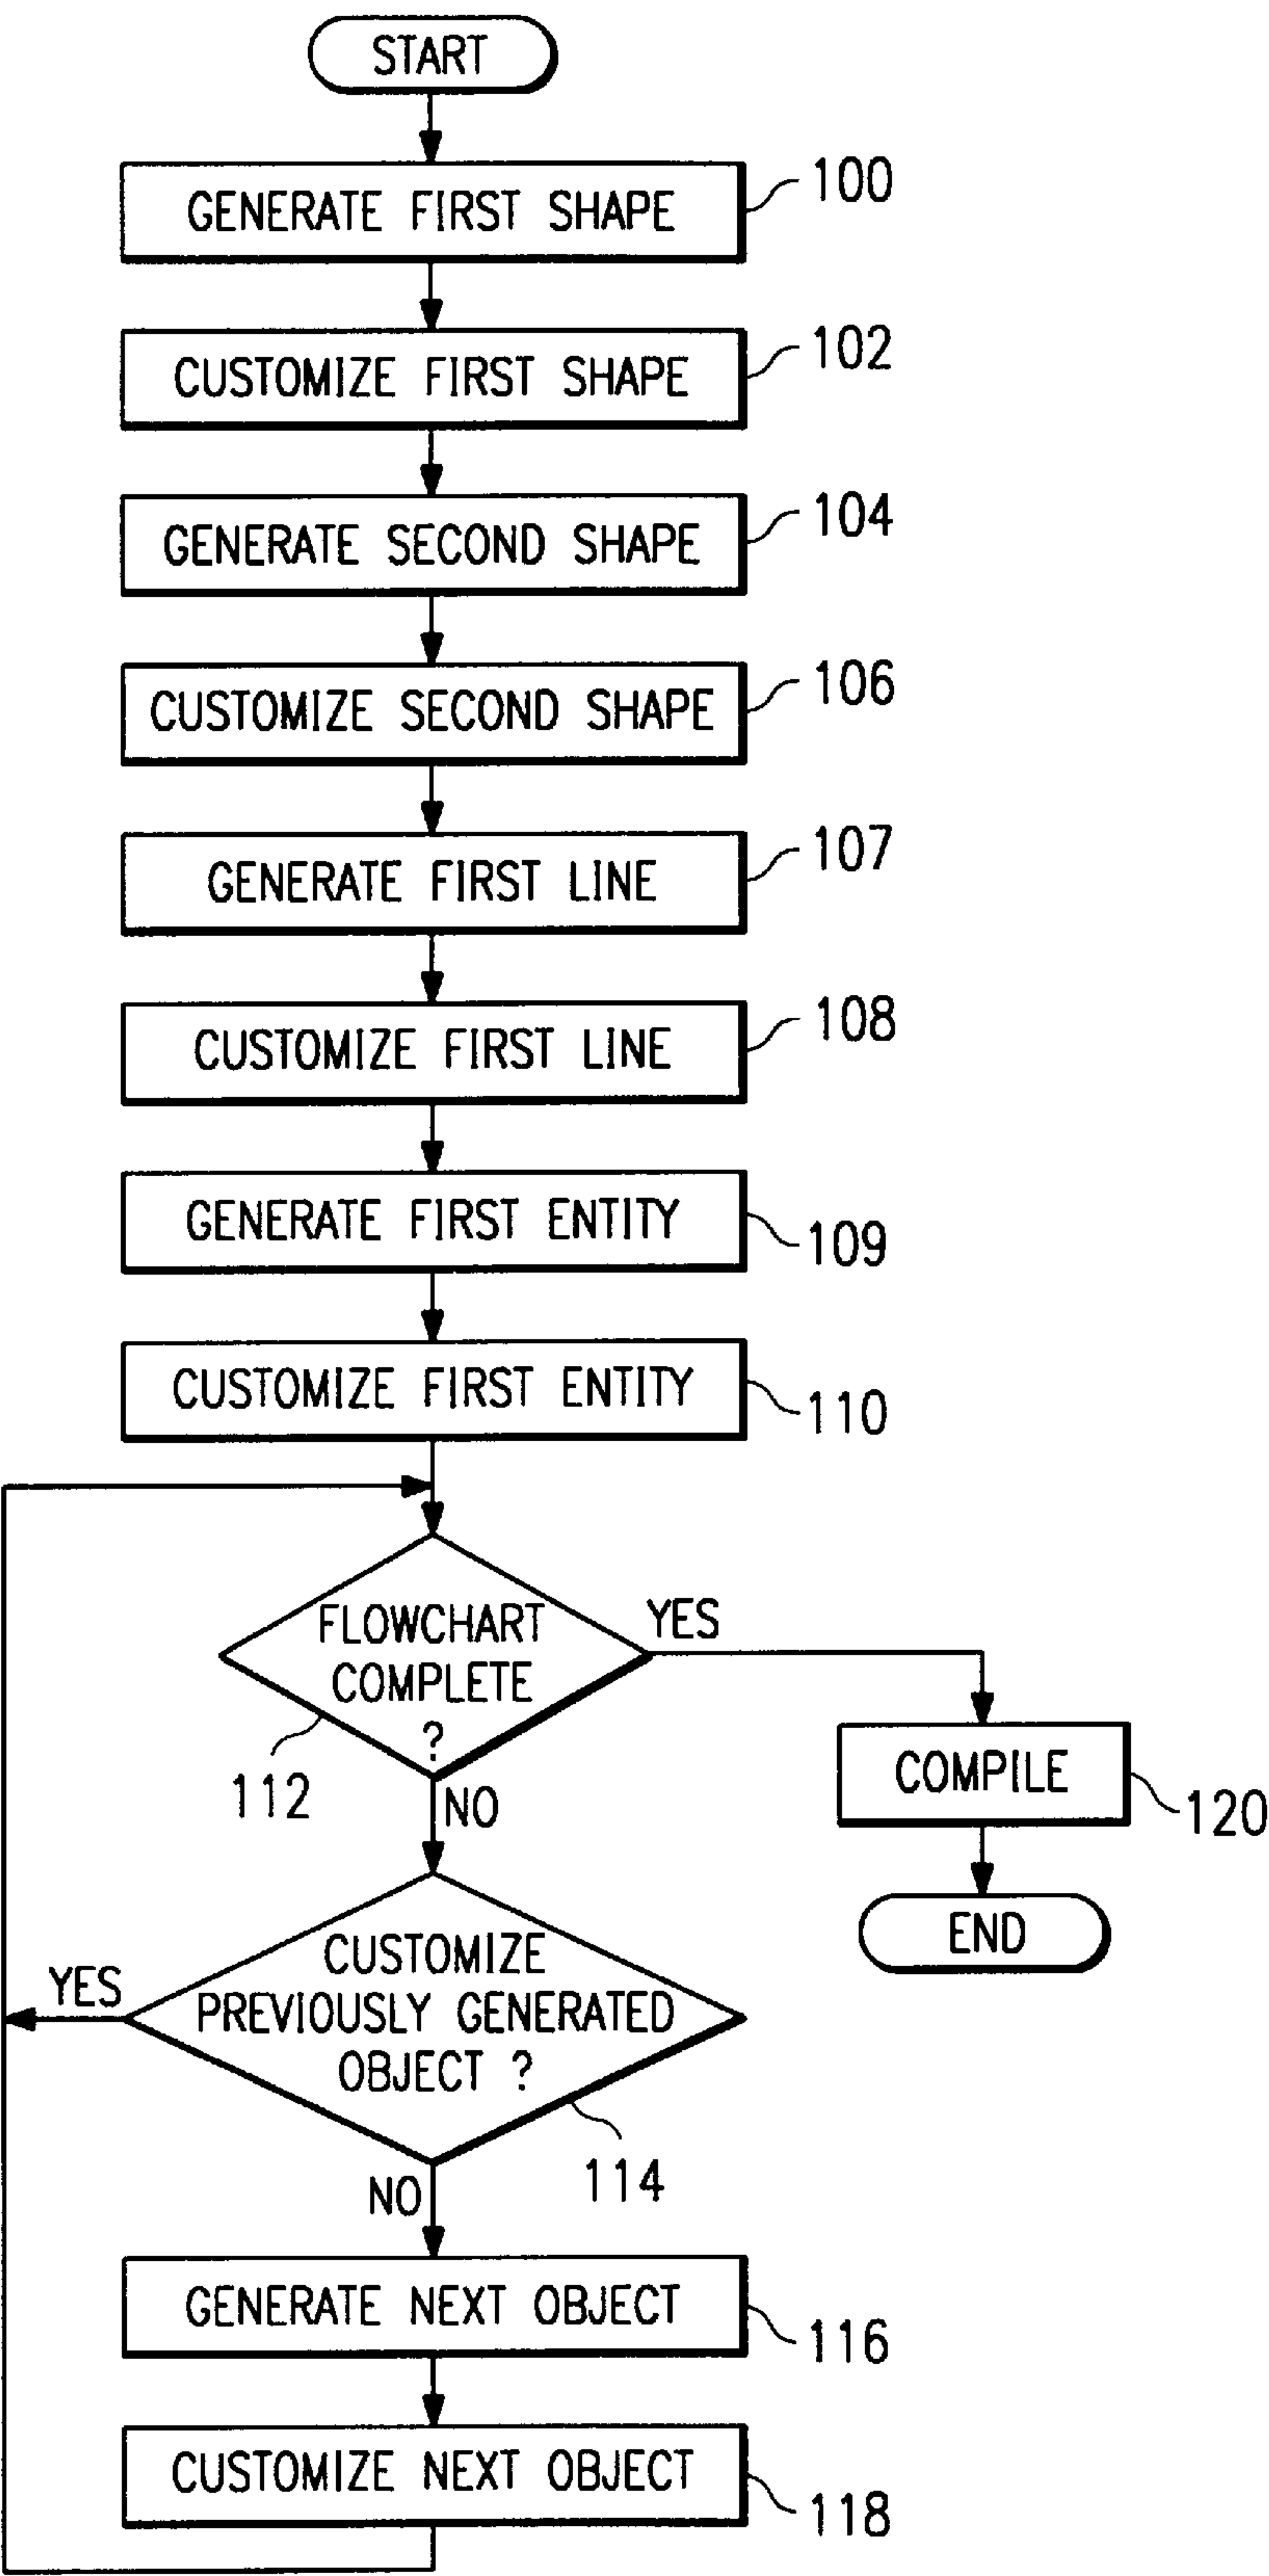 START
GENERATE FIRST SHAPE
100
CUSTOMIZE FIRST SHAPE
102
GENERATE SECOND SHAPE
104
CUSTOMIZE SECOND SHAPE
106
GENERATE FIRST LINE
107
CUSTOMIZE FIRST LINE
108
GENERATE FIRST ENTITY
109
CUSTOMIZE FIRST ENTITY
110
FLOWCHART
COMPLETE
?
YES
112
NO
COMPILE
120
END
CUSTOMIZE
PREVIOUSLY GENERATED
OBJECT ?
YES
114
NO
GENERATE NEXT OBJECT
116
CUSTOMIZE NEXT OBJECT
118